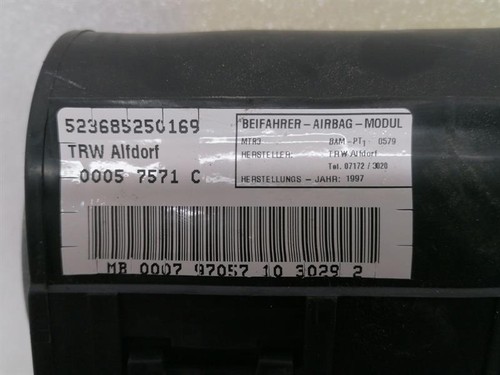 523685250169
TRW Alfdorf
0005 7571 C
BEIFAHRER-AIRBAG-MODUL
MTR3 BAM-PT1- 0579
HERSTELLER: TRW Alfdorf
Tel. 07172 / 3020
HERSTELLUNGS-JAHR: 1997
MB 0007 97057 10 3029 2